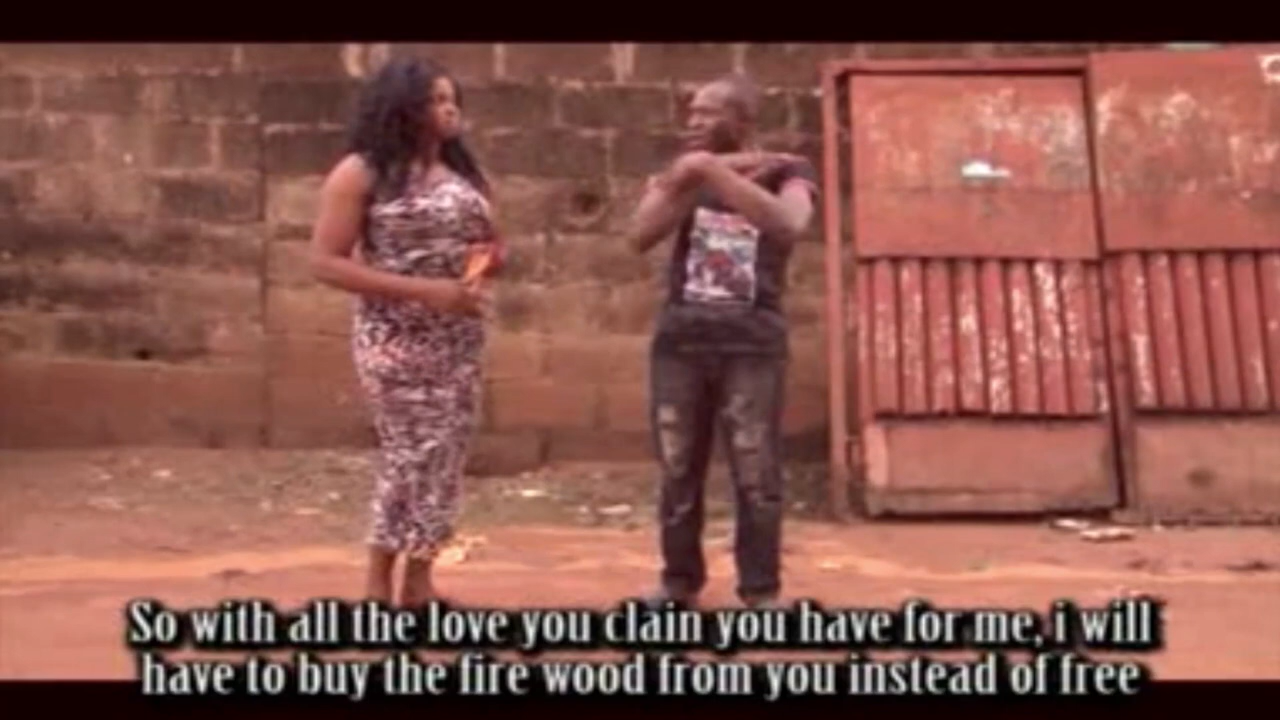 So with all the love you clain you have for me, i will
have to buy the fire wood from you instead of free